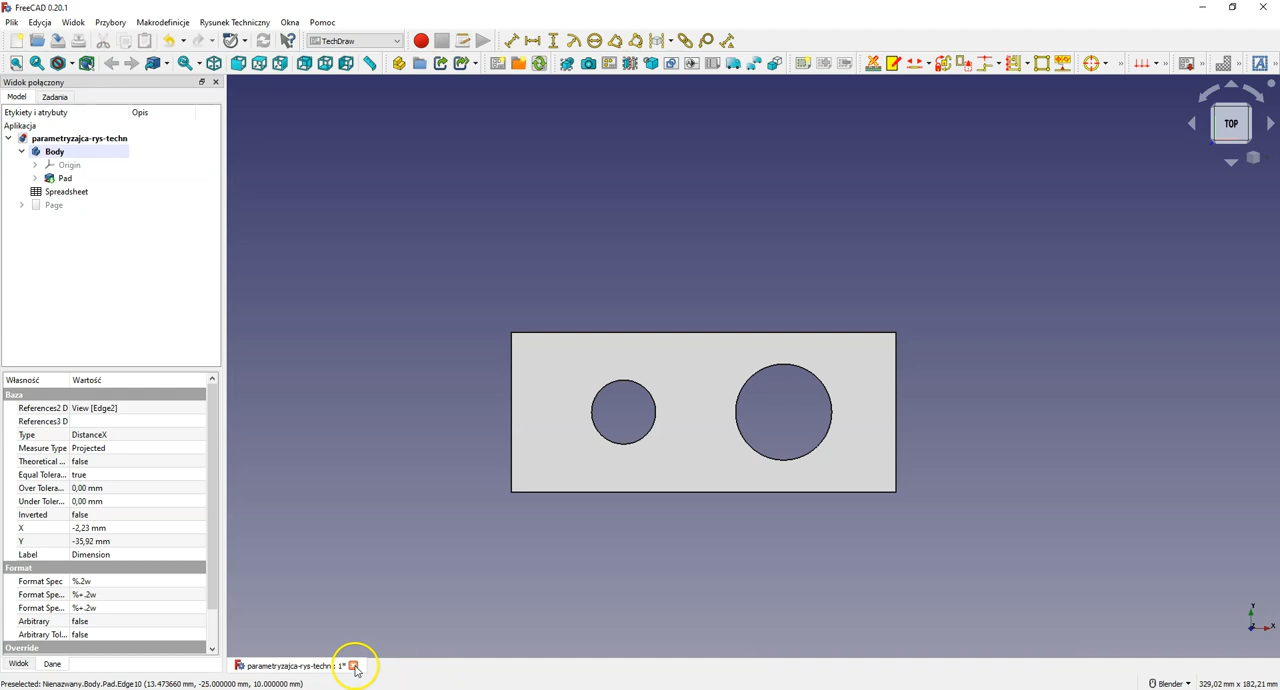 FreeCAD 0.20.1
Plik Edycja Widok Przybory Makrodefinicje Rysunek Techniczny Okna Pomoc
TechDraw
Widok połączony
Model Zadania
Etykiety i atrybuty Opis
Aplikacja
parametryzajca-rys-techn
Body
Origin
Pad
Spreadsheet
Page
TOP
Własność Wartość
Baza
References2 D View [Edge2]
References3 D
Type DistanceX
Measure Type Projected
Theoretical ... false
Equal Tolera... true
Over Tolera... 0,00 mm
Under Toler... 0,00 mm
Inverted false
X -2,23 mm
Y -35,92 mm
Label Dimension
Format
Format Spec %.2w
Format Spe... %+.2w
Format Spe... %+.2w
Arbitrary false
Arbitrary Tol... false
Override
Widok Dane
parametryzajca-rys-techn : 1*
Y
Z X
Preselected: Nienazwany.Body.Pad.Edge10 (13.473660 mm, -25.000000 mm, 10.000000 mm)
Blender 329,02 mm x 182,21 mm